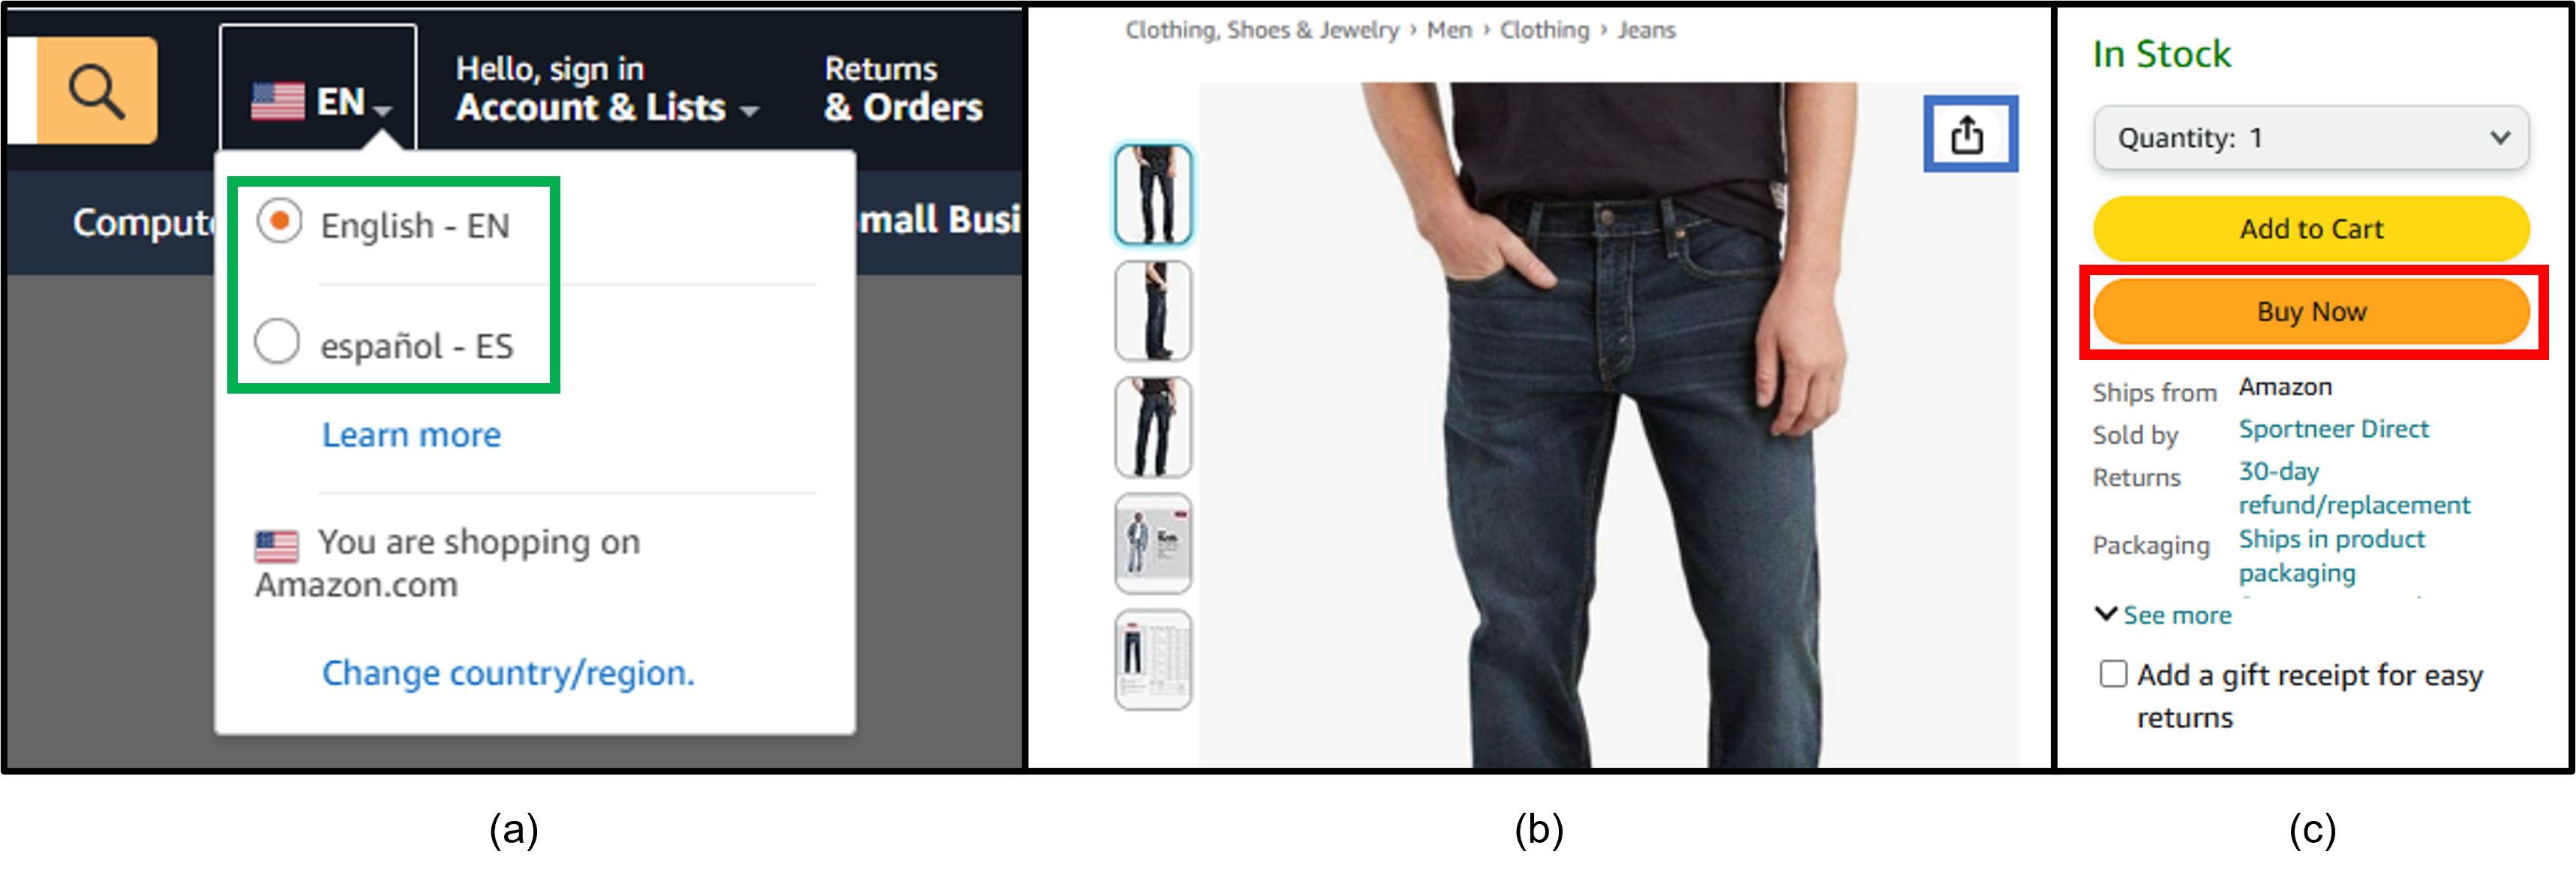 Hello, sign in
Returns
EN
Account & Lists
& Orders
English - EN
español - ES
Learn more
You are shopping on
Amazon.com
Change country/region.
(a)
Clothing, Shoes & Jewelry › Men › Clothing › Jeans
(b)
In Stock
Quantity: 1
Add to Cart
Buy Now
Ships from Amazon
Sold by Sportneer Direct
Returns 30-day
refund/replacement
Packaging Ships in product
packaging
See more
Add a gift receipt for easy
returns
(c)